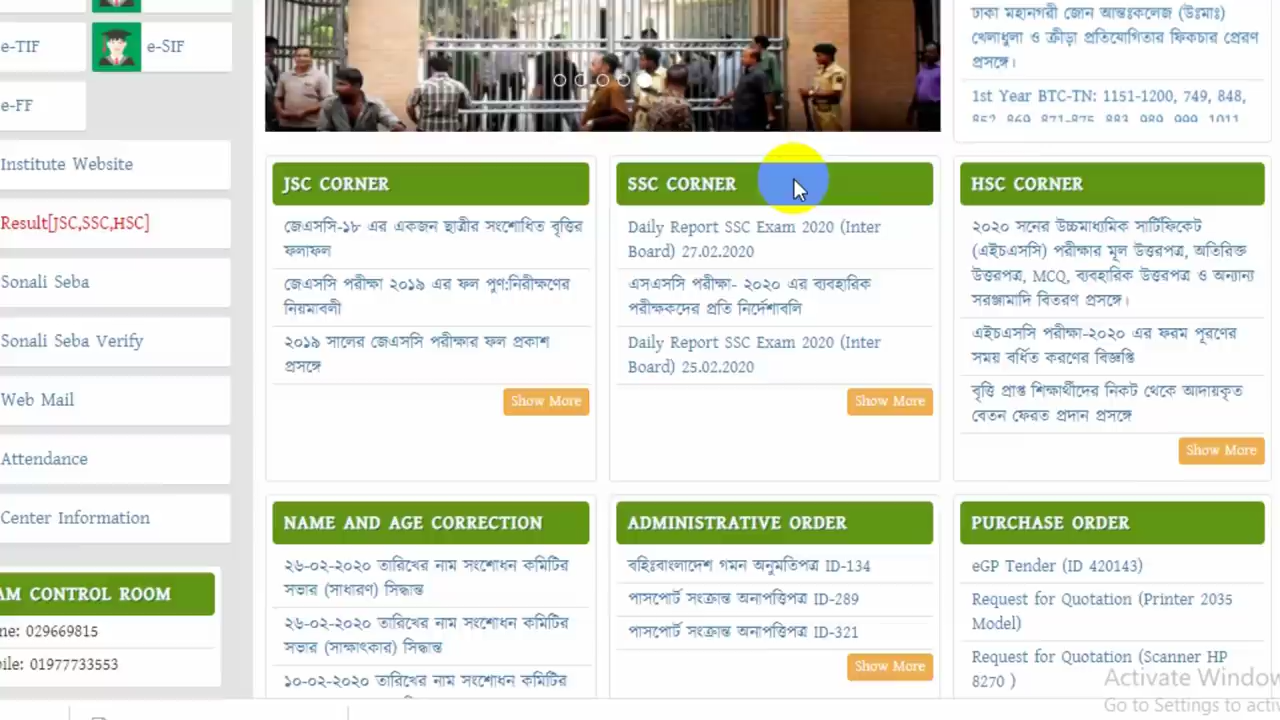 e-TIF
e-SIF
e-FF
Institute Website
Result[JSC,SSC,HSC]
Sonali Seba
Sonali Seba Verify
Web Mail
Attendance
Center Information
AM CONTROL ROOM
ne: 029669815
bile: 01977733553
JSC CORNER
জেএসসি-১৮ এর একজন ছাত্রীর সংশোধিত বৃত্তির
ফলাফল
জেএসসি পরীক্ষা ২০১৯ এর ফল পুণ:নিরীক্ষণের
নিয়মাবলী
২০১৯ সালের জেএসসি পরীক্ষার ফল প্রকাশ
প্রসঙ্গে
Show More
SSC CORNER
Daily Report SSC Exam 2020 (Inter
Board) 27.02.2020
এসএসসি পরীক্ষা- ২০২০ এর ব্যবহারিক
পরীক্ষকদের প্রতি নির্দেশাবলি
Daily Report SSC Exam 2020 (Inter
Board) 25.02.2020
Show More
ঢাকা মহানগরী জোন আন্তঃকলেজ (উঃমাঃ)
খেলাধুলা ও ক্রীড়া প্রতিযোগিতার ফিকচার প্রেরণ
প্রসঙ্গে।
1st Year BTC-TN: 1151-1200, 749, 848,
852, 869, 871-875, 883, 989, 999, 1011,
HSC CORNER
২০২০ সনের উচ্চমাধ্যমিক সার্টিফিকেট
(এইচএসসি) পরীক্ষার মূল উত্তরপত্র, অতিরিক্ত
উত্তরপত্র, MCQ, ব্যবহারিক উত্তরপত্র ও অন্যান্য
সরঞ্জামাদি বিতরণ প্রসঙ্গে।
এইচএসসি পরীক্ষা-২০২০ এর ফরম পূরণের
সময় বর্ধিত করণের বিজ্ঞপ্তি
বৃত্তি প্রাপ্ত শিক্ষার্থীদের নিকট থেকে আদায়কৃত
বেতন ফেরত প্রদান প্রসঙ্গে
Show More
NAME AND AGE CORRECTION
২৬-০২-২০২০ তারিখের নাম সংশোধন কমিটির
সভার (সাধারণ) সিদ্ধান্ত
২৬-০২-২০২০ তারিখের নাম সংশোধন কমিটির
সভার (সাক্ষাৎকার) সিদ্ধান্ত
১০-০২-২০২০ তারিখের নাম সংশোধন কমিটির
ADMINISTRATIVE ORDER
বহিঃবাংলাদেশ গমন অনুমতিপত্র ID-134
পাসপোর্ট সংক্রান্ত অনাপত্তিপত্র ID-289
পাসপোর্ট সংক্রান্ত অনাপত্তিপত্র ID-321
Show More
PURCHASE ORDER
eGP Tender (ID 420143)
Request for Quotation (Printer 2035
Model)
Request for Quotation (Scanner HP
8270 )
Activate Window
Go to Settings to activ